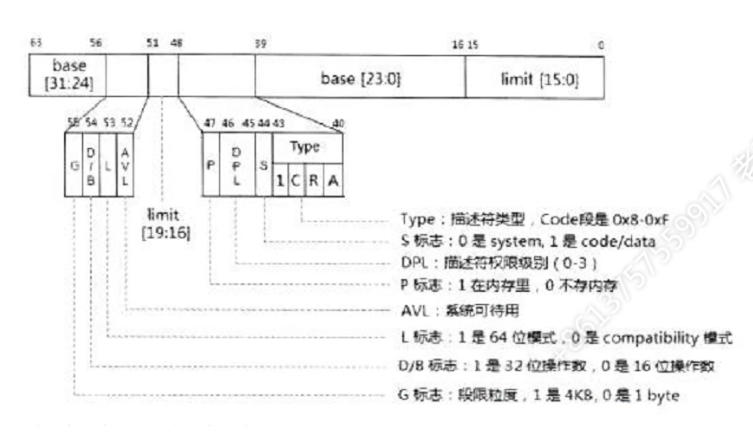 63 56 51 48 39 16 15 0
base [31:24] base [23:0] limit [15:0]
55 54 53 52 47 46 45 44 43 40
G D/B L AVL P DPL S Type
1 C R A
limit [19:16]
Type：描述符类型，Code段是 0x8-0xF
S 标志：0 是 system, 1 是 code/data
DPL：描述符权限级别（0-3）
P 标志：1 在内存里，0 不存内存
AVL：系统可待用
L 标志：1 是 64 位模式，0 是 compatibility 模式
D/B 标志：1 是 32 位操作数，0 是 16 位操作数
G 标志：段限粒度，1 是 4KB, 0 是 1 byte